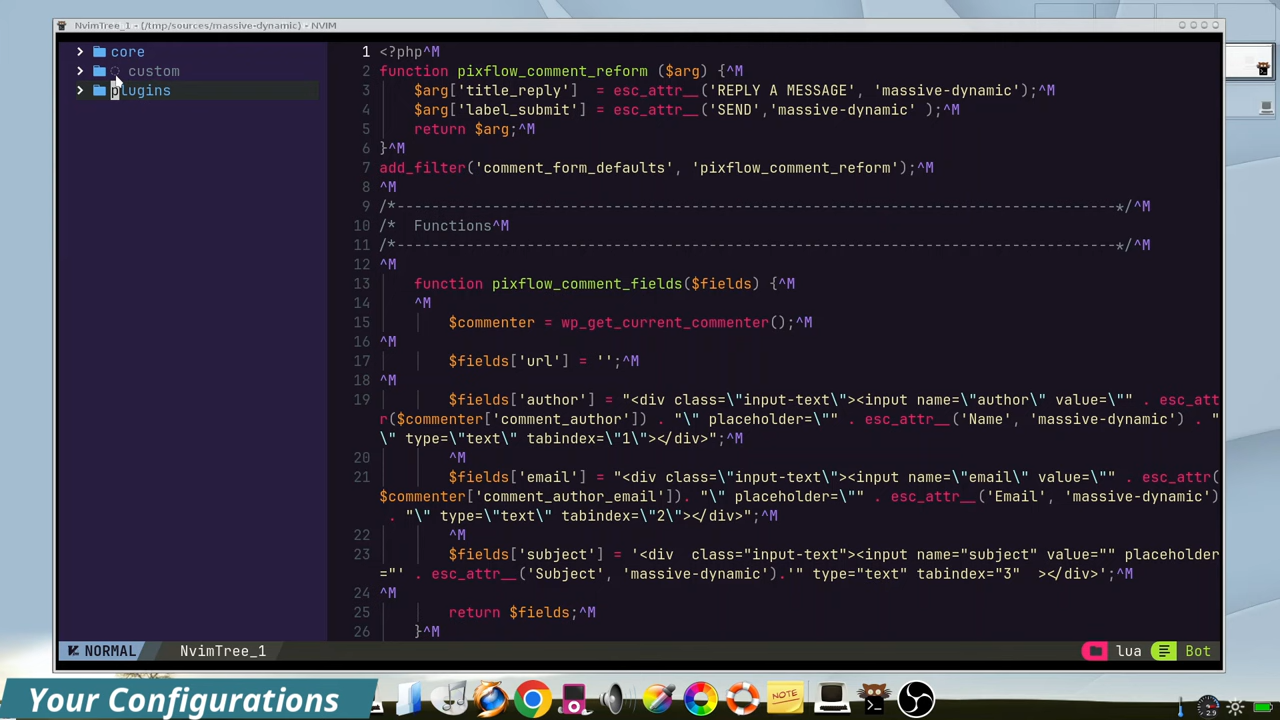 NvimTree_1 - (/tmp/sources/massive-dynamic) - NVIM
core
custom
plugins
1 <?php^M
2 function pixflow_comment_reform ($arg) {^M
3 $arg['title_reply'] = esc_attr__('REPLY A MESSAGE', 'massive-dynamic');^M
4 $arg['label_submit'] = esc_attr__('SEND','massive-dynamic' );^M
5 return $arg;^M
6 }^M
7 add_filter('comment_form_defaults', 'pixflow_comment_reform');^M
8 ^M
9 /*-----------------------------------------------------------------------------------*/^M
10 /*  Functions^M
11 /*-----------------------------------------------------------------------------------*/^M
12 ^M
13 function pixflow_comment_fields($fields) {^M
14 ^M
15 $commenter = wp_get_current_commenter();^M
16 ^M
17 $fields['url'] = '';^M
18 ^M
19 $fields['author'] = "<div class=\"input-text\"><input name=\"author\" value=\"" . esc_att
r($commenter['comment_author']) . "\" placeholder=\"" . esc_attr__('Name', 'massive-dynamic') . "
\" type=\"text\" tabindex=\"1\"></div>";^M
20 ^M
21 $fields['email'] = "<div class=\"input-text\"><input name=\"email\" value=\"" . esc_attr(
$commenter['comment_author_email']). "\" placeholder=\"" . esc_attr__('Email', 'massive-dynamic')
. "\" type=\"text\" tabindex=\"2\"></div>";^M
22 ^M
23 $fields['subject'] = '<div  class="input-text"><input name="subject" value="" placeholder
="' . esc_attr__('Subject', 'massive-dynamic').'" type="text" tabindex="3"  ></div>';^M
24 ^M
25 return $fields;^M
26 }^M
NORMAL NvimTree_1 lua Bot
Your Configurations
NOTE
2.9